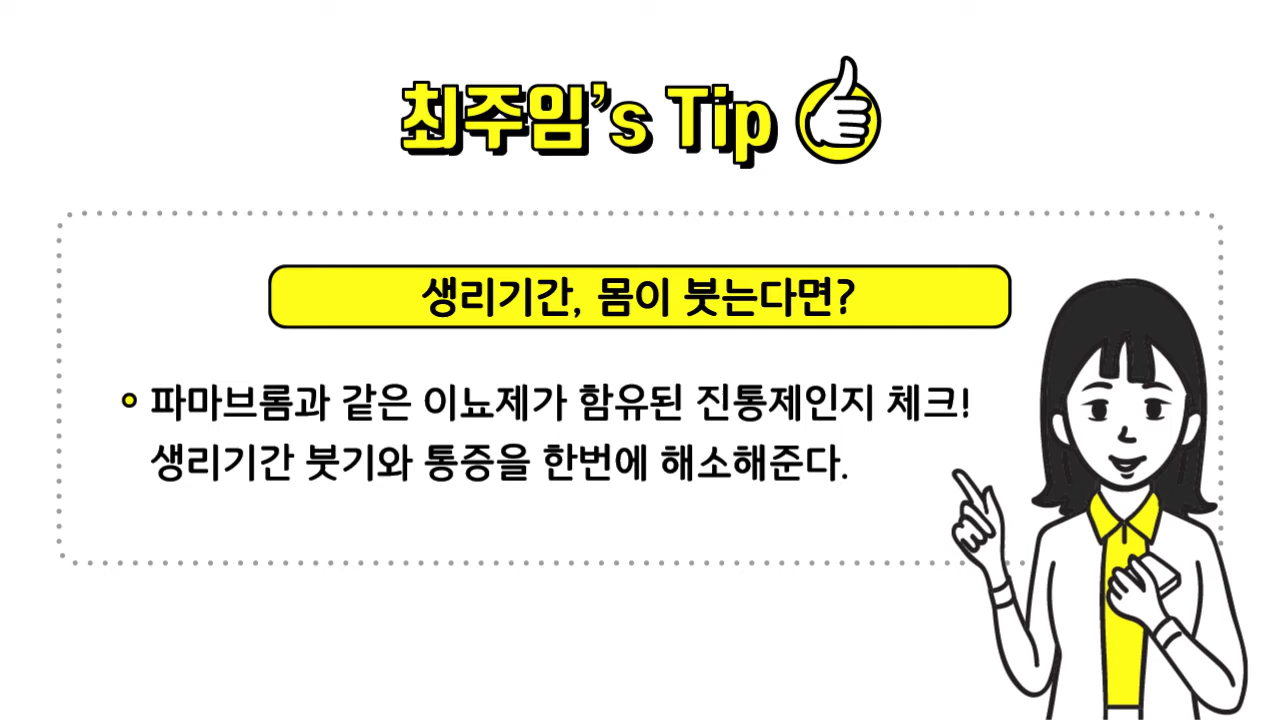 최주임's Tip
생리기간, 몸이 붓는다면?
파마브롬과 같은 이뇨제가 함유된 진통제인지 체크!
생리기간 붓기와 통증을 한번에 해소해준다.